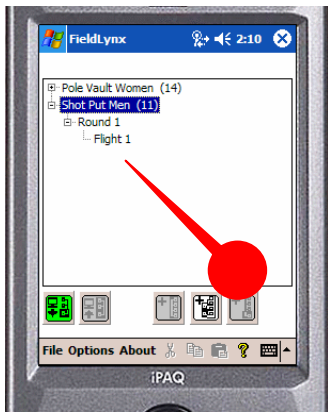 FieldLynx 2:10
Pole Vault Women (14)
Shot Put Men (11)
Round 1
Flight 1
File Options About
iPAQ